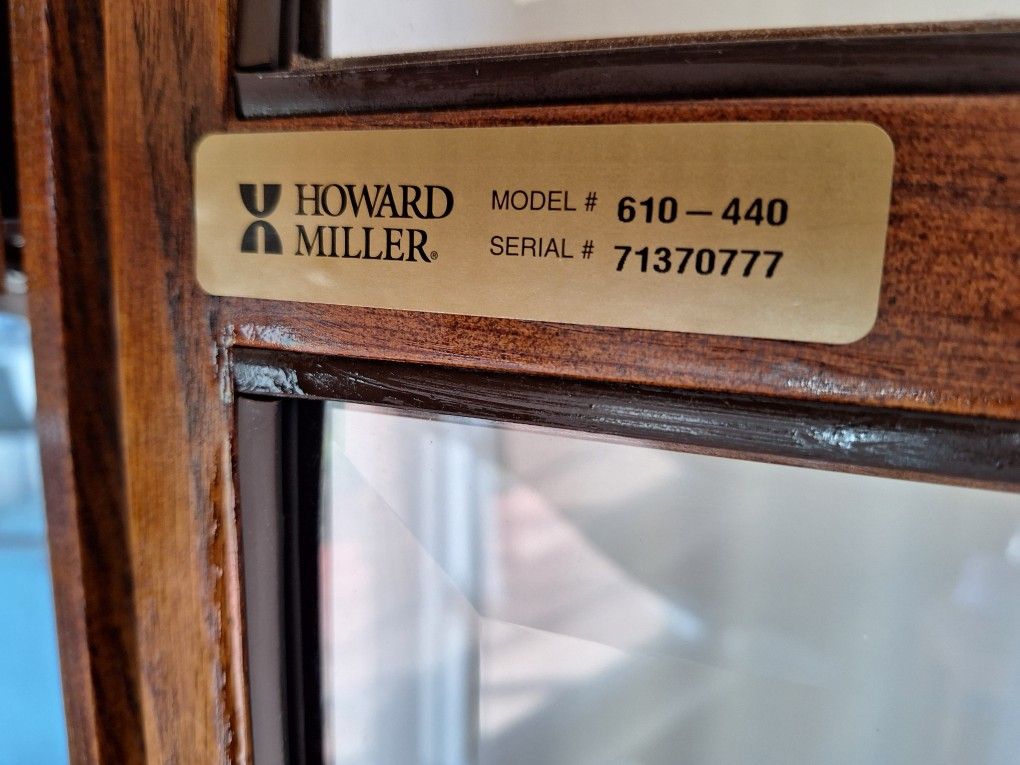 HOWARD
MILLER®
MODEL # 610 – 440
SERIAL # 71370777